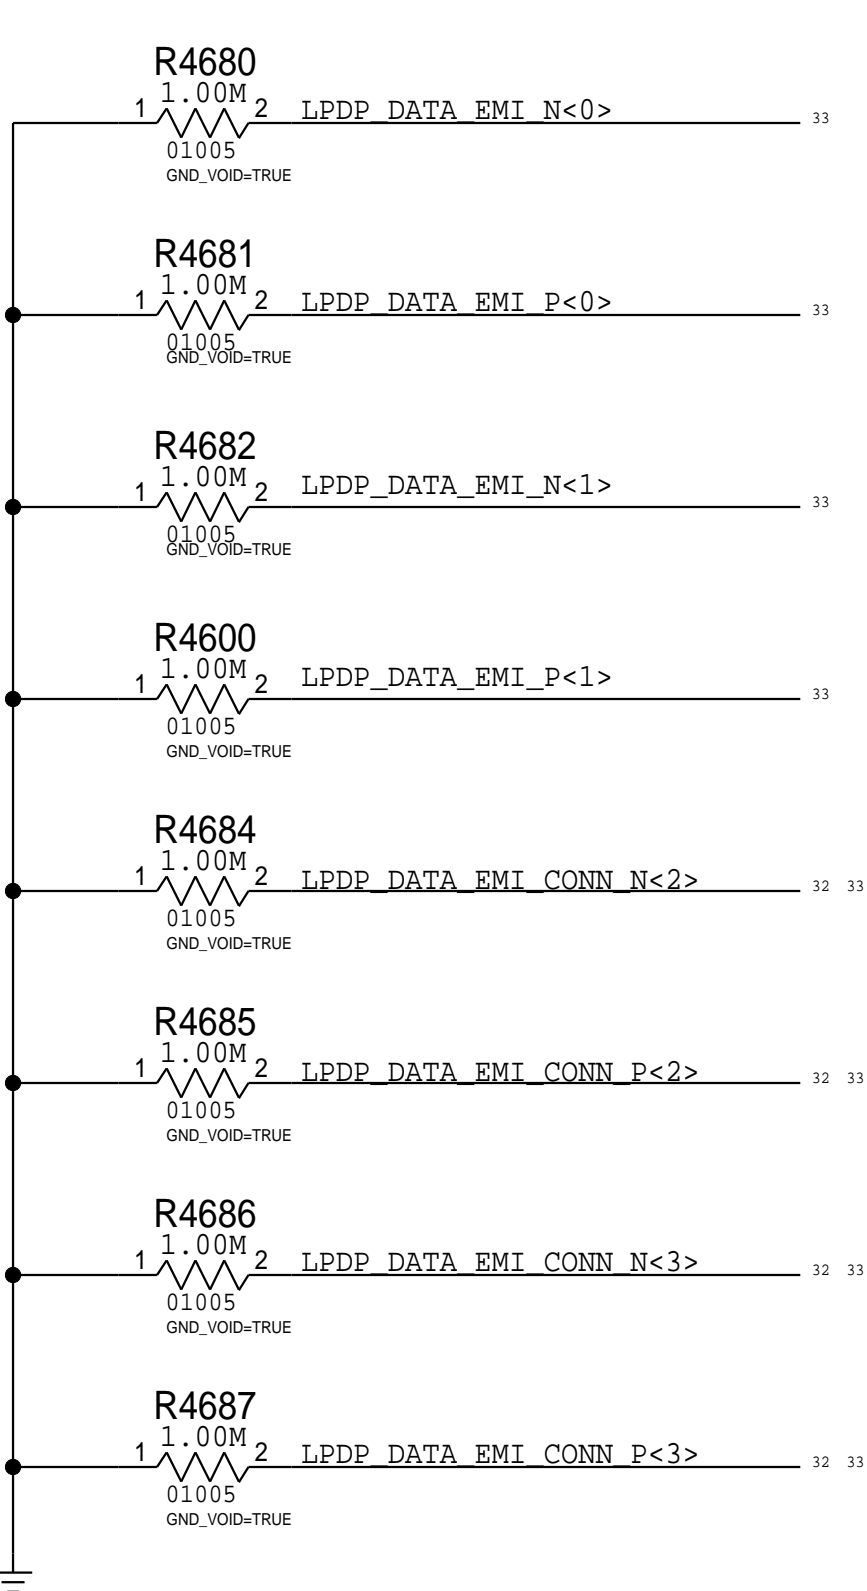 R4680
1.00M
1 2 LPDP_DATA_EMI_N<0> 33
01005
GND_VOID=TRUE
R4681
1.00M
1 2 LPDP_DATA_EMI_P<0> 33
01005
GND_VOID=TRUE
R4682
1.00M
1 2 LPDP_DATA_EMI_N<1> 33
01005
GND_VOID=TRUE
R4600
1.00M
1 2 LPDP_DATA_EMI_P<1> 33
01005
GND_VOID=TRUE
R4684
1.00M
1 2 LPDP_DATA_EMI_CONN_N<2> 32 33
01005
GND_VOID=TRUE
R4685
1.00M
1 2 LPDP_DATA_EMI_CONN_P<2> 32 33
01005
GND_VOID=TRUE
R4686
1.00M
1 2 LPDP_DATA_EMI_CONN_N<3> 32 33
01005
GND_VOID=TRUE
R4687
1.00M
1 2 LPDP_DATA_EMI_CONN_P<3> 32 33
01005
GND_VOID=TRUE